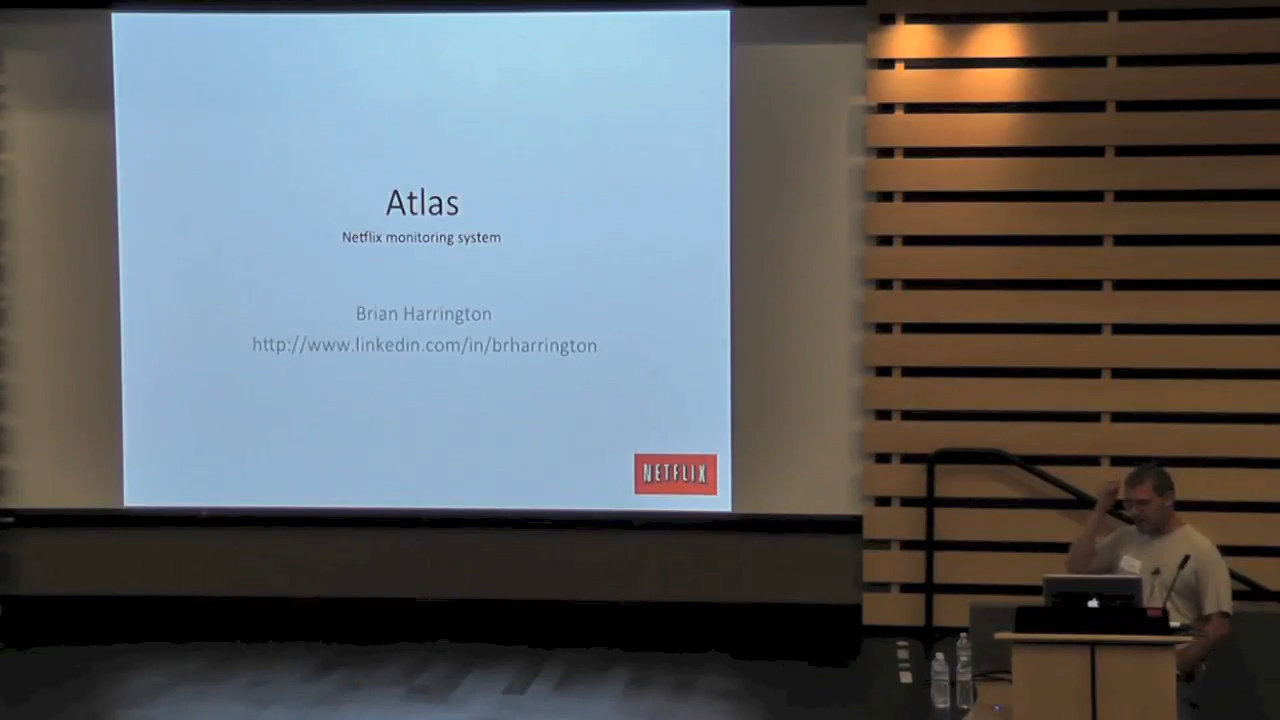 Atlas
Netflix monitoring system
Brian Harrington
http://www.linkedin.com/in/brharrington
NETFLIX